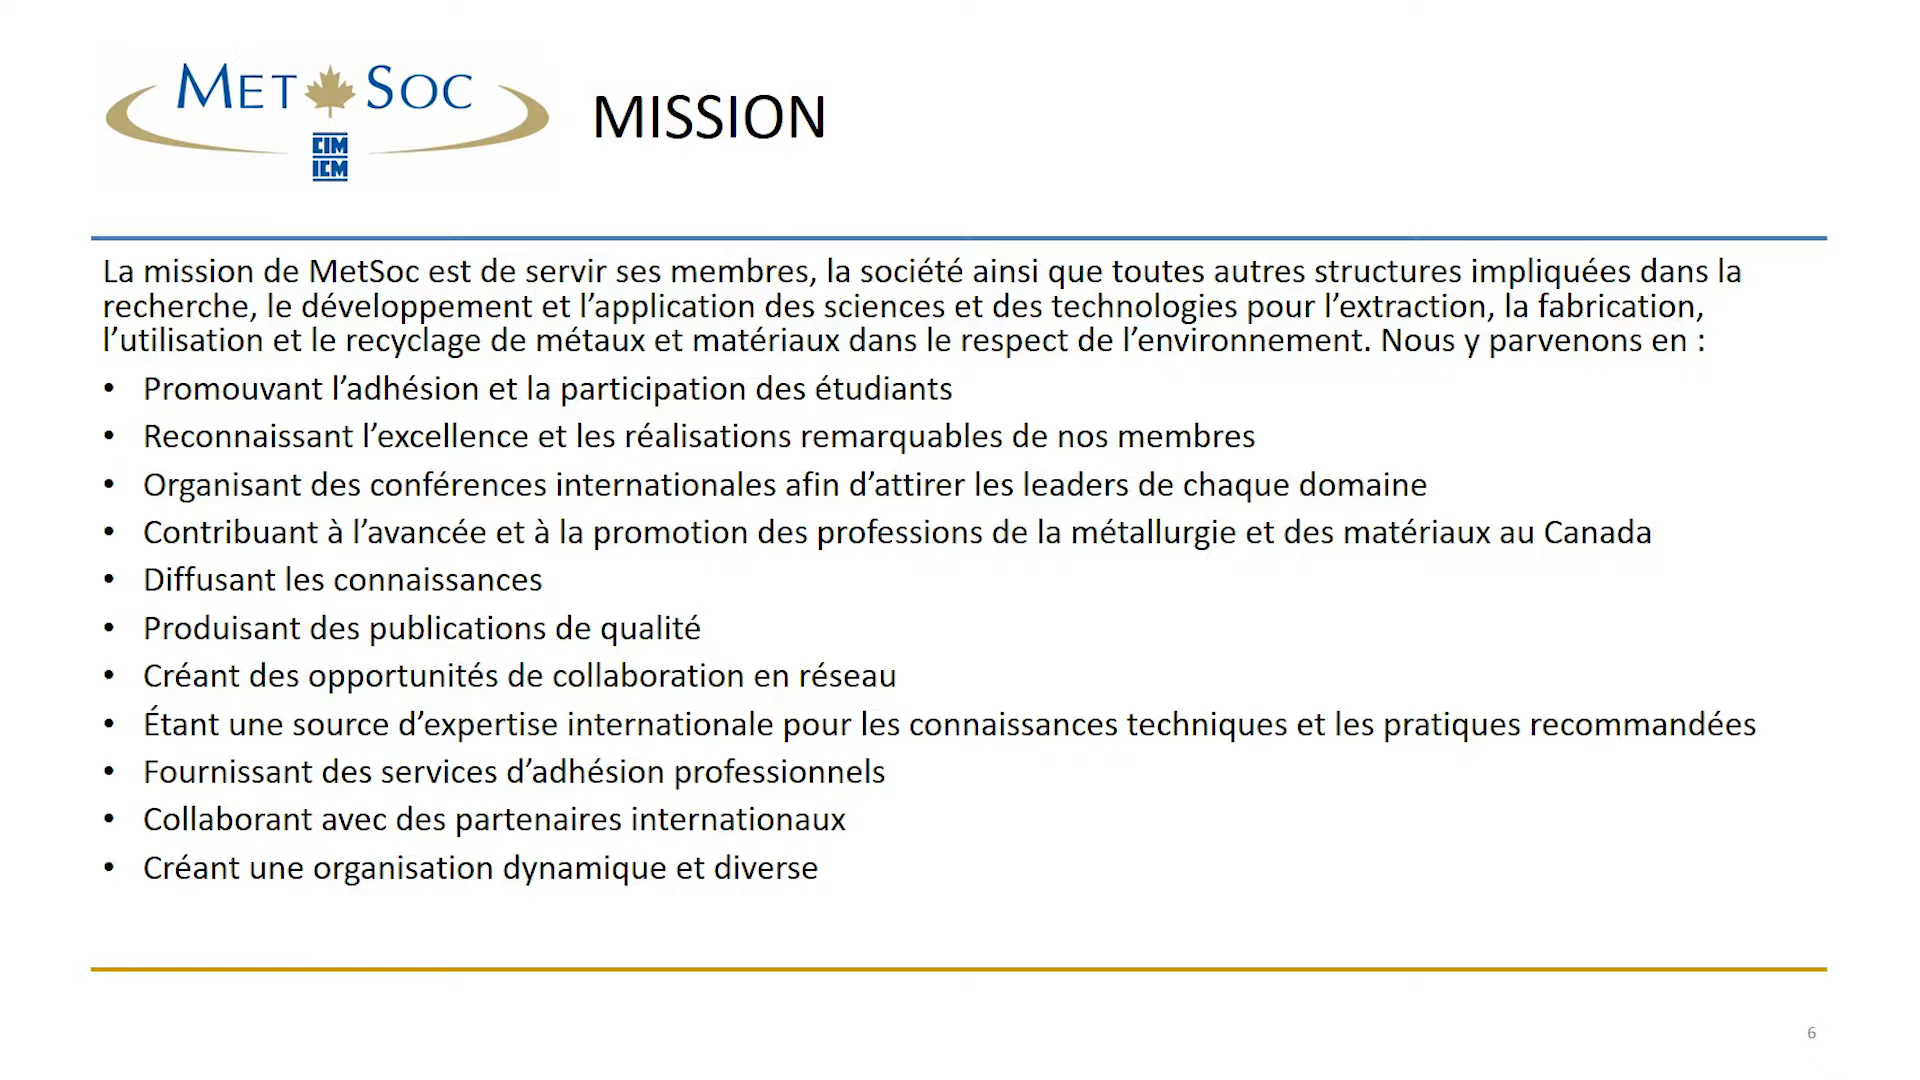 MET SOC
CIM
ICM
MISSION
La mission de MetSoc est de servir ses membres, la société ainsi que toutes autres structures impliquées dans la
recherche, le développement et l’application des sciences et des technologies pour l’extraction, la fabrication,
l’utilisation et le recyclage de métaux et matériaux dans le respect de l’environnement. Nous y parvenons en :
• Promouvant l’adhésion et la participation des étudiants
• Reconnaissant l’excellence et les réalisations remarquables de nos membres
• Organisant des conférences internationales afin d’attirer les leaders de chaque domaine
• Contribuant à l’avancée et à la promotion des professions de la métallurgie et des matériaux au Canada
• Diffusant les connaissances
• Produisant des publications de qualité
• Créant des opportunités de collaboration en réseau
• Étant une source d’expertise internationale pour les connaissances techniques et les pratiques recommandées
• Fournissant des services d’adhésion professionnels
• Collaborant avec des partenaires internationaux
• Créant une organisation dynamique et diverse
6